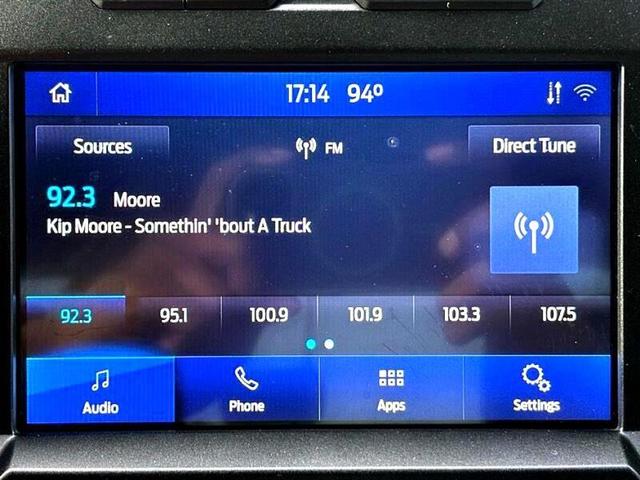 17:14 94º
Sources FM Direct Tune
92.3 Moore
Kip Moore - Somethin' 'bout A Truck
92.3 95.1 100.9 101.9 103.3 107.5
Audio Phone Apps Settings